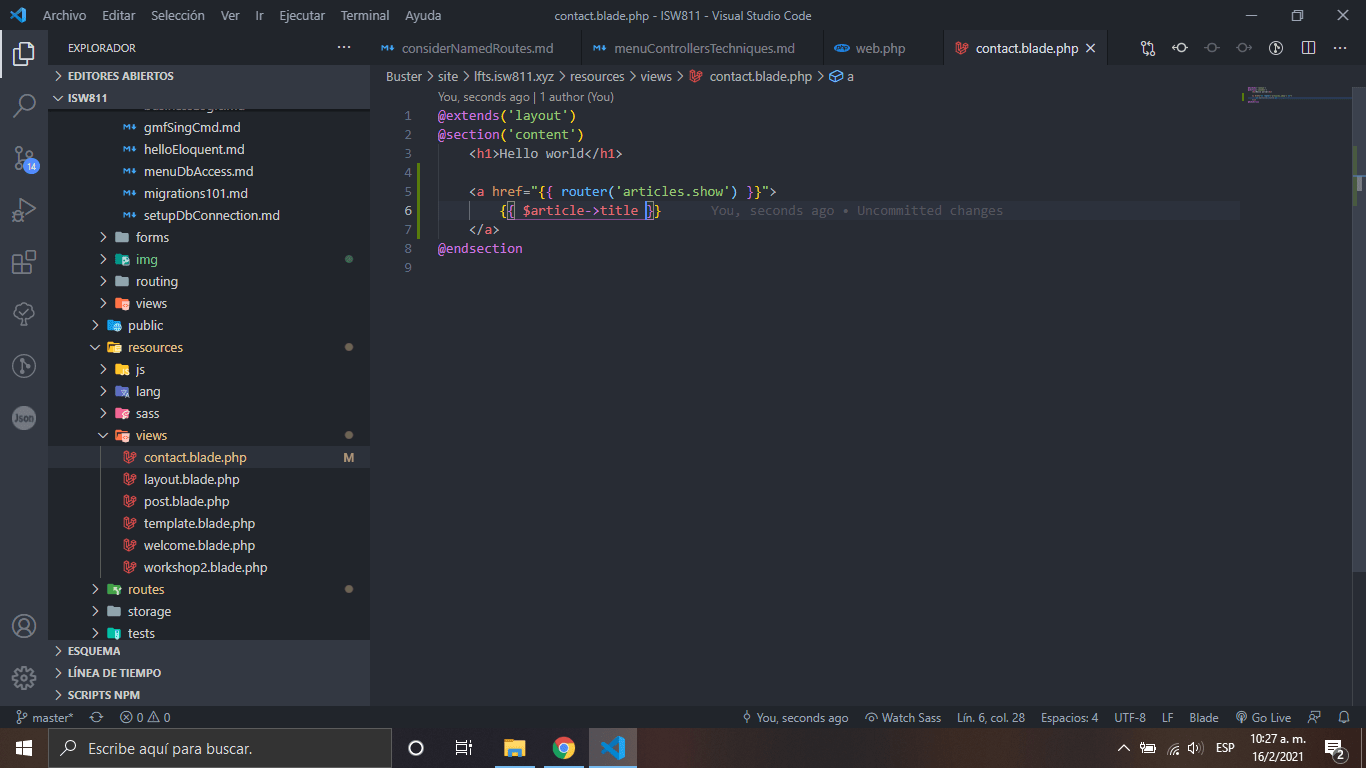 Archivo Editar Selección Ver Ir Ejecutar Terminal Ayuda contact.blade.php - ISW811 - Visual Studio Code
EXPLORADOR ···
EDITORES ABIERTOS
ISW811
gmfSingCmd.md
helloEloquent.md
menuDbAccess.md
migrations101.md
setupDbConnection.md
forms
img
routing
views
public
resources
js
lang
sass
views
contact.blade.php M
layout.blade.php
post.blade.php
template.blade.php
welcome.blade.php
workshop2.blade.php
routes
storage
tests
ESQUEMA
LÍNEA DE TIEMPO
SCRIPTS NPM
14
Json
considerNamedRoutes.md menuControllersTechniques.md web.php contact.blade.php
Buster > site > lfts.isw811.xyz > resources > views > contact.blade.php > a
You, seconds ago | 1 author (You)
1 @extends('layout')
2 @section('content')
3 <h1>Hello world</h1>
4
5 <a href="{{ router('articles.show') }}">
6 {{ $article->title }} You, seconds ago • Uncommitted changes
7 </a>
8 @endsection
9
master* 0 0 You, seconds ago Watch Sass Lín. 6, col. 28 Espacios: 4 UTF-8 LF Blade Go Live
Escribe aquí para buscar.
ESP
10:27 a. m.
16/2/2021
2